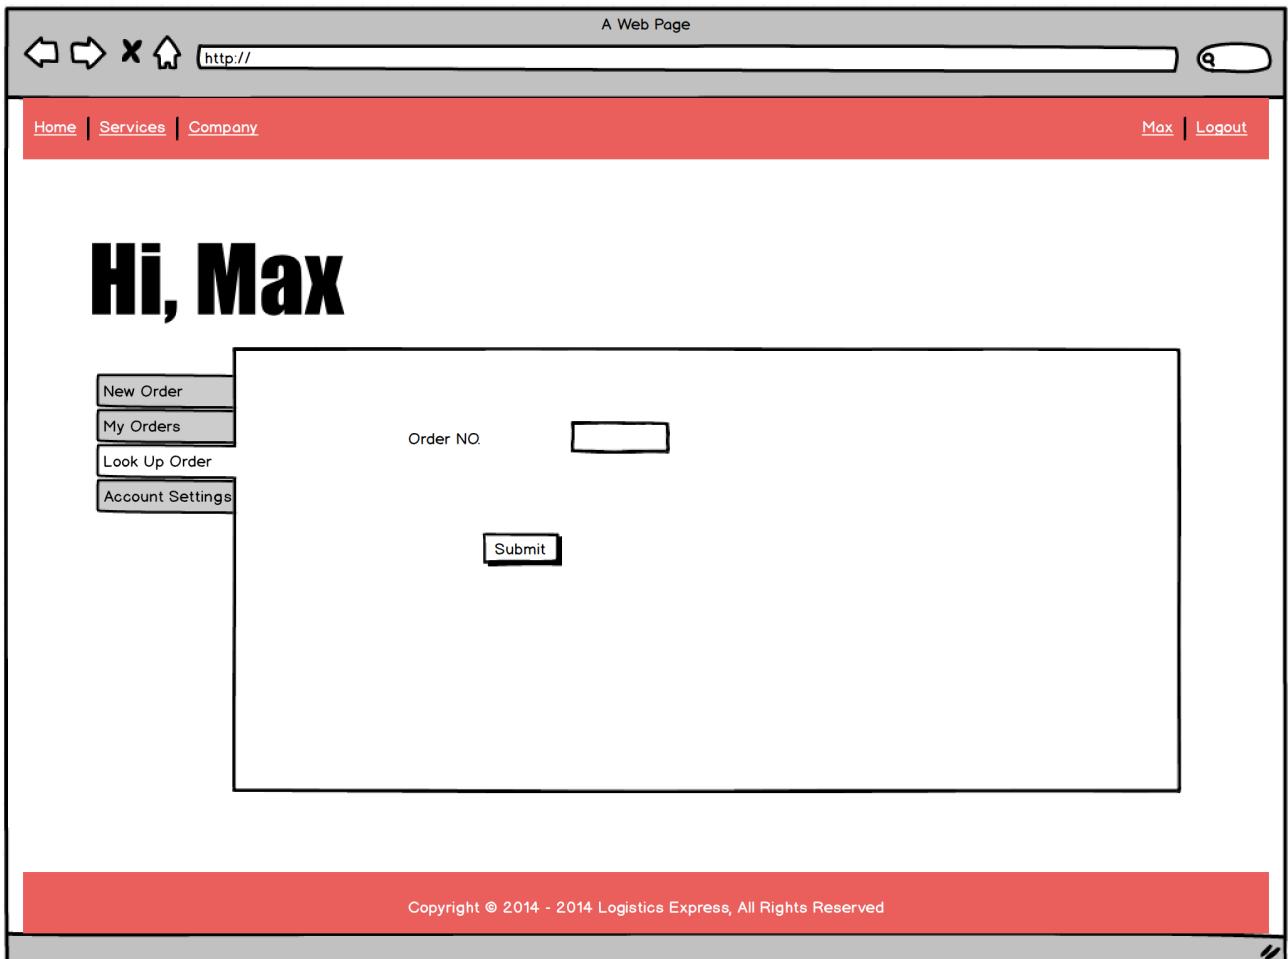 A Web Page
http://
Home Services Company Max Logout
Hi, Max
New Order
My Orders
Look Up Order
Account Settings
Order NO.
Submit
Copyright © 2014 - 2014 Logistics Express, All Rights Reserved